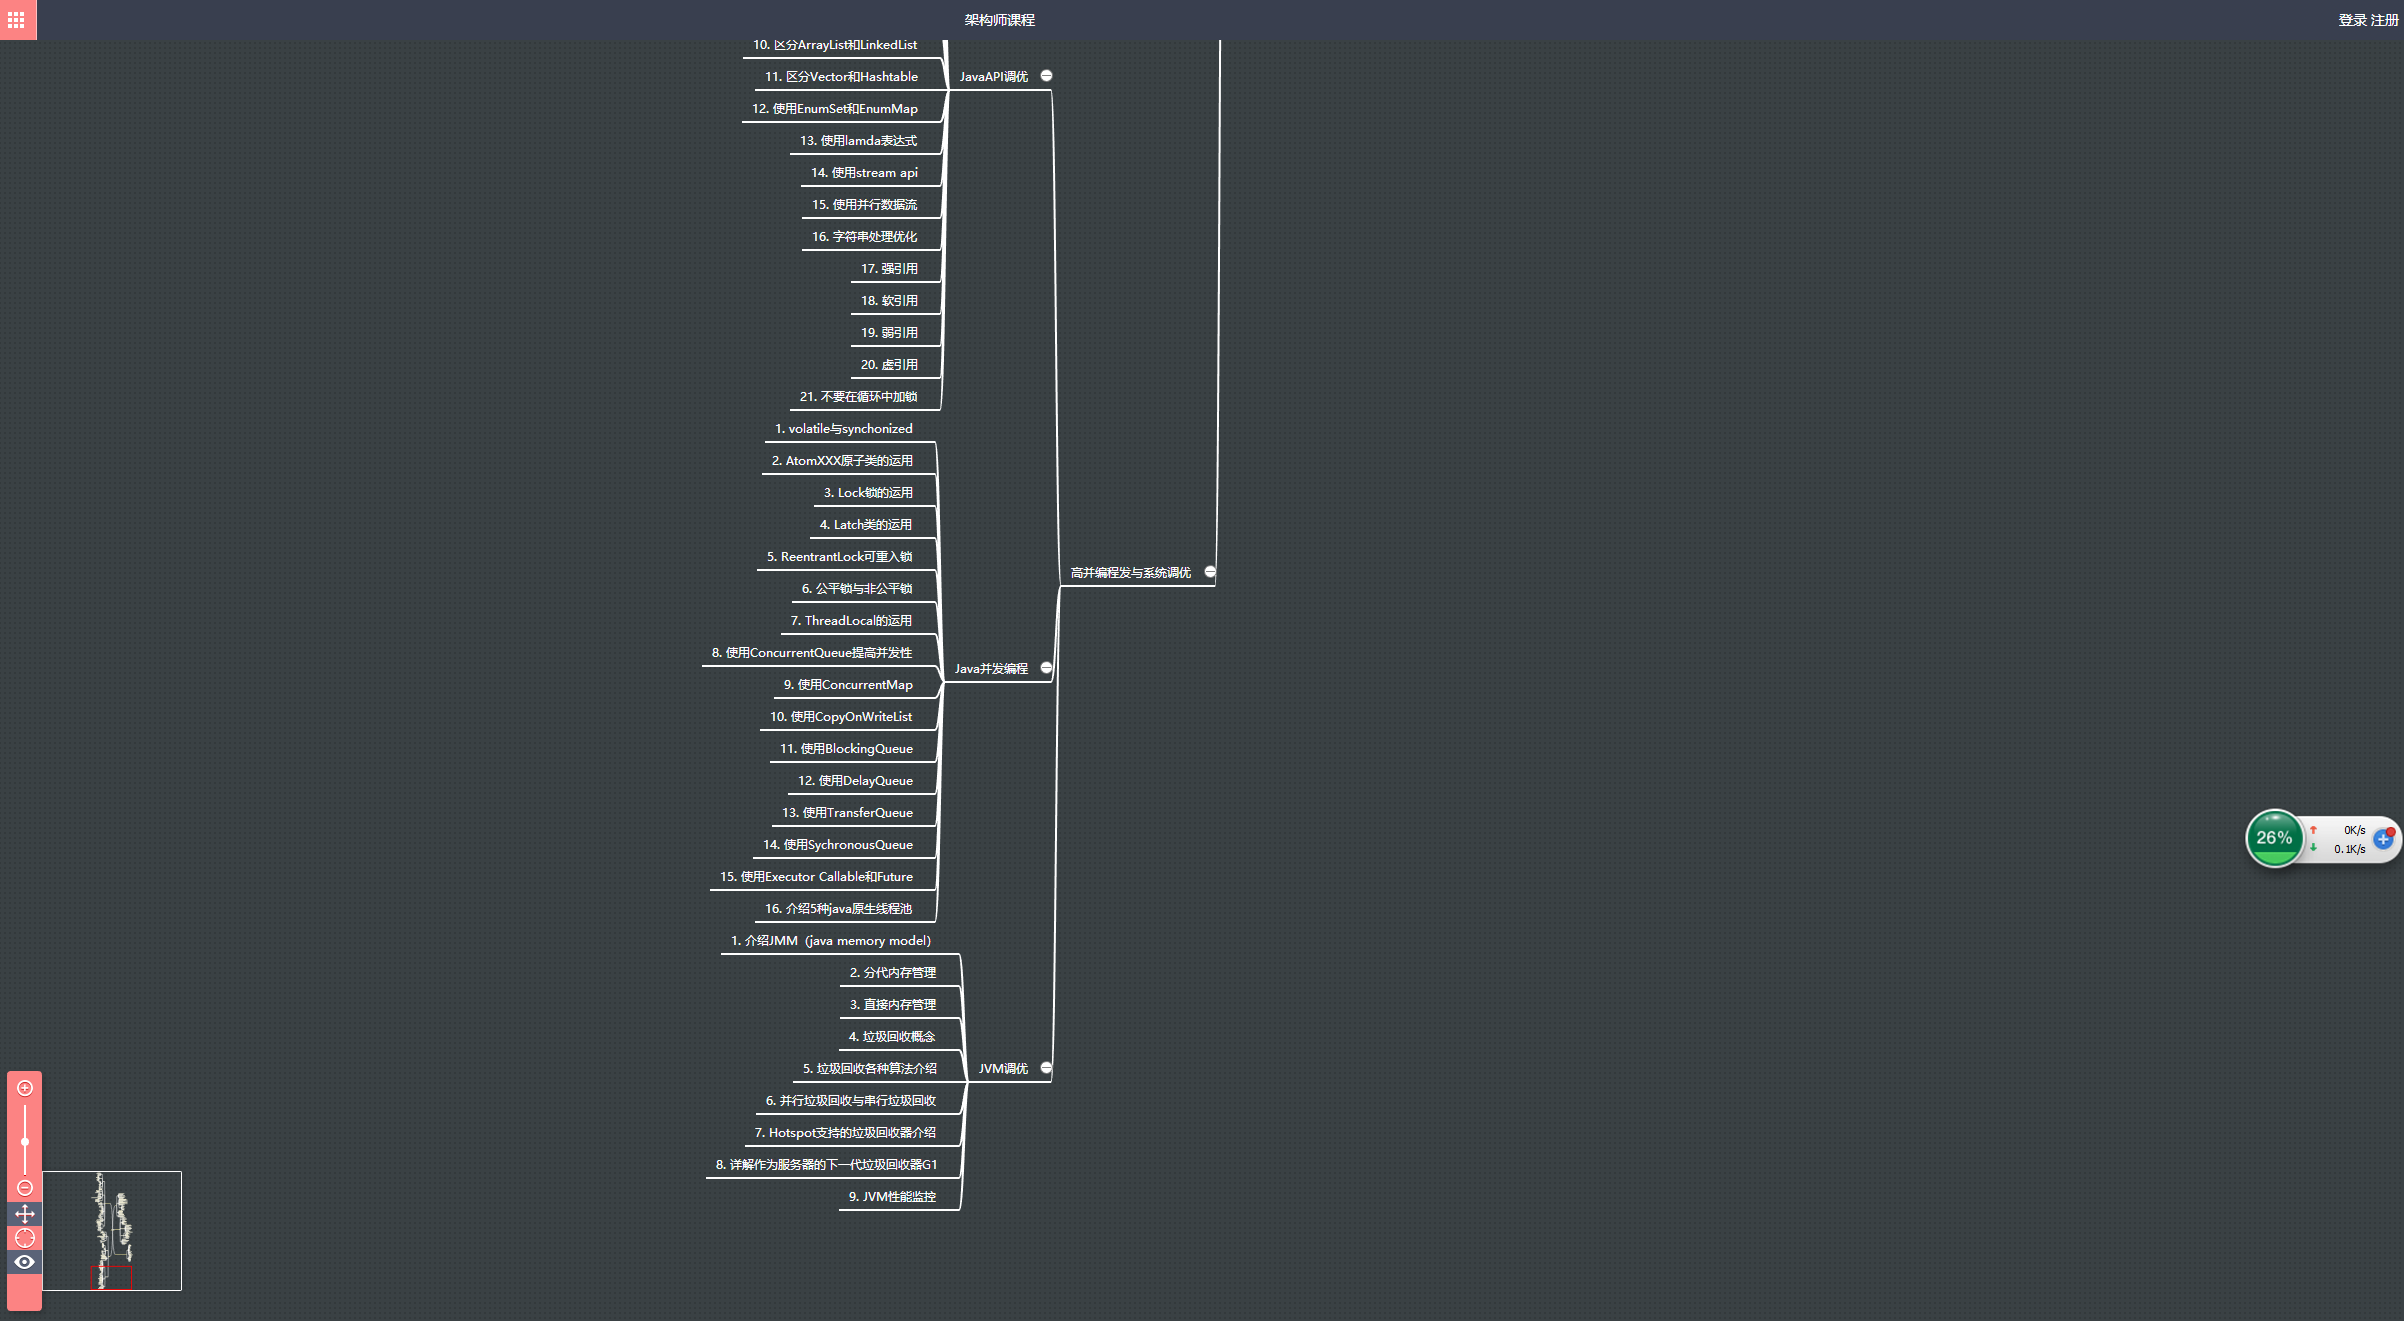 架构师课程
登录 注册
10. 区分ArrayList和LinkedList
11. 区分Vector和Hashtable
JavaAPI调优
12. 使用EnumSet和EnumMap
13. 使用lamda表达式
14. 使用stream api
15. 使用并行数据流
16. 字符串处理优化
17. 强引用
18. 软引用
19. 弱引用
20. 虚引用
21. 不要在循环中加锁
1. volatile与synchonized
2. AtomXXX原子类的运用
3. Lock锁的运用
4. Latch类的运用
5. ReentrantLock可重入锁
高并编程发与系统调优
6. 公平锁与非公平锁
7. ThreadLocal的运用
8. 使用ConcurrentQueue提高并发性
Java并发编程
9. 使用ConcurrentMap
10. 使用CopyOnWriteList
11. 使用BlockingQueue
12. 使用DelayQueue
13. 使用TransferQueue
14. 使用SychronousQueue
15. 使用Executor Callable和Future
16. 介绍5种java原生线程池
1. 介绍JMM（java memory model）
2. 分代内存管理
3. 直接内存管理
4. 垃圾回收概念
5. 垃圾回收各种算法介绍
JVM调优
6. 并行垃圾回收与串行垃圾回收
7. Hotspot支持的垃圾回收器介绍
8. 详解作为服务器的下一代垃圾回收器G1
9. JVM性能监控
26%
0K/s
0.1K/s